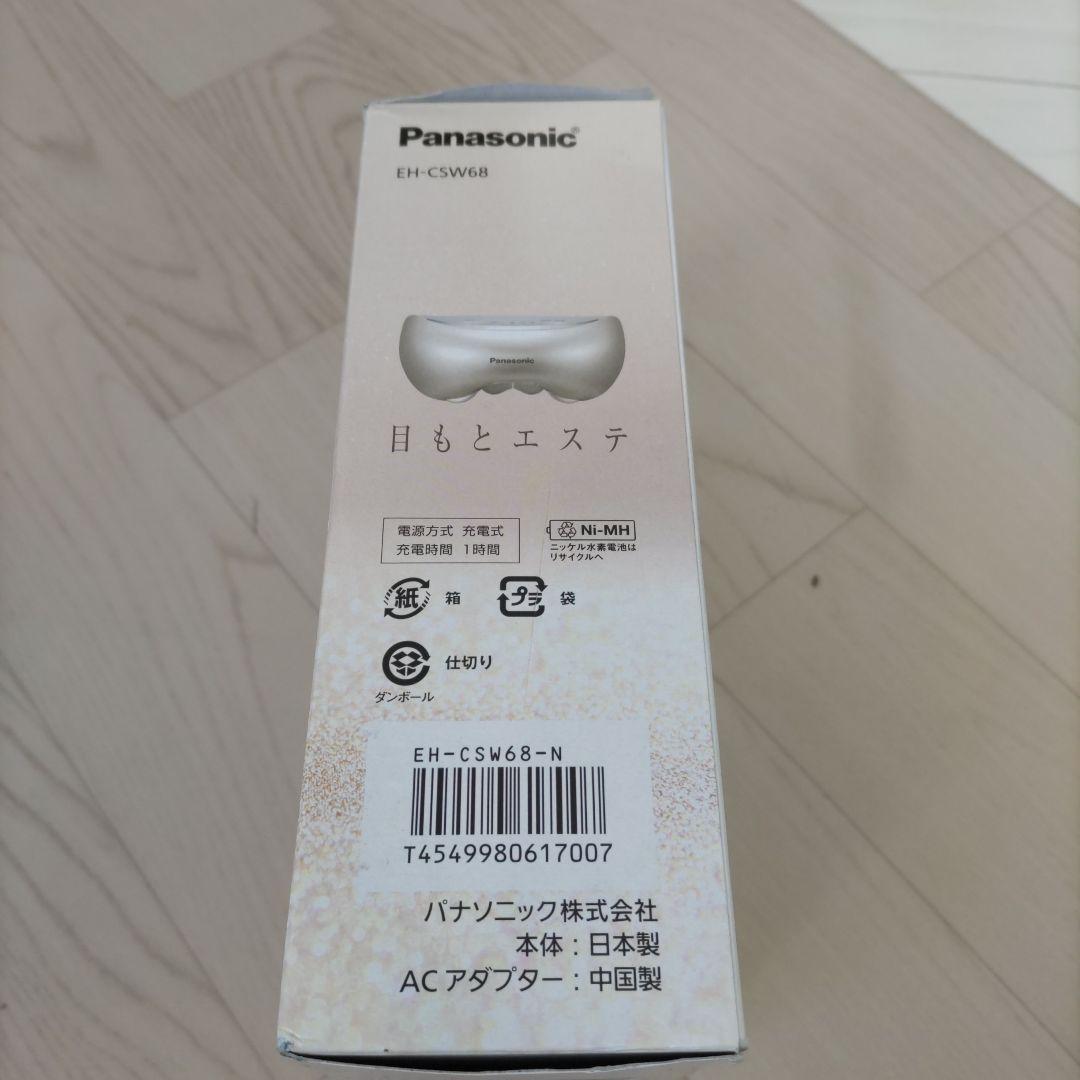 Panasonic®
EH-CSW68
Panasonic
目もとエステ
電源方式 充電式
充電時間 1時間
Ni-MH
ニッケル水素電池は
リサイクルへ
紙 箱
プラ 袋
仕切り
ダンボール
EH-CSW68-N
T4549980617007
パナソニック株式会社
本体：日本製
ACアダプター：中国製